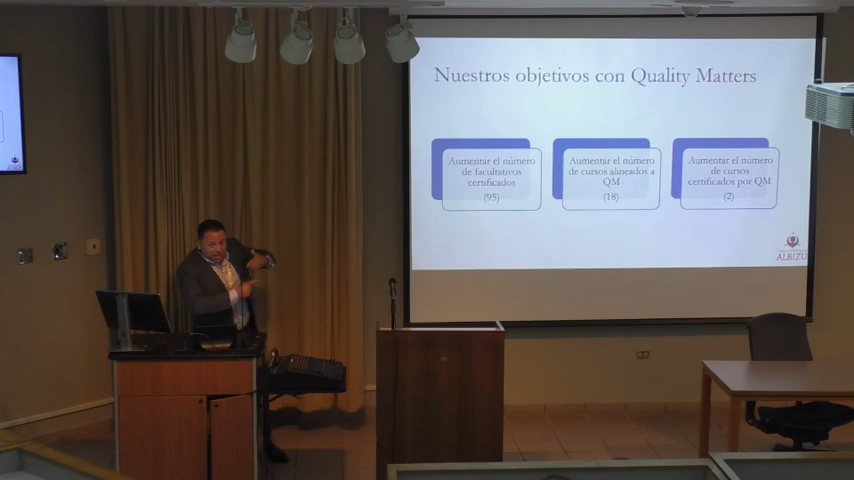 Nuestros objetivos con Quality Matters
Aumentar el número
de facultativos
certificados
(95)
Aumentar el número
de cursos alineados a
QM
(18)
Aumentar el número
de cursos
certificados por QM
(2)
ALBIZU